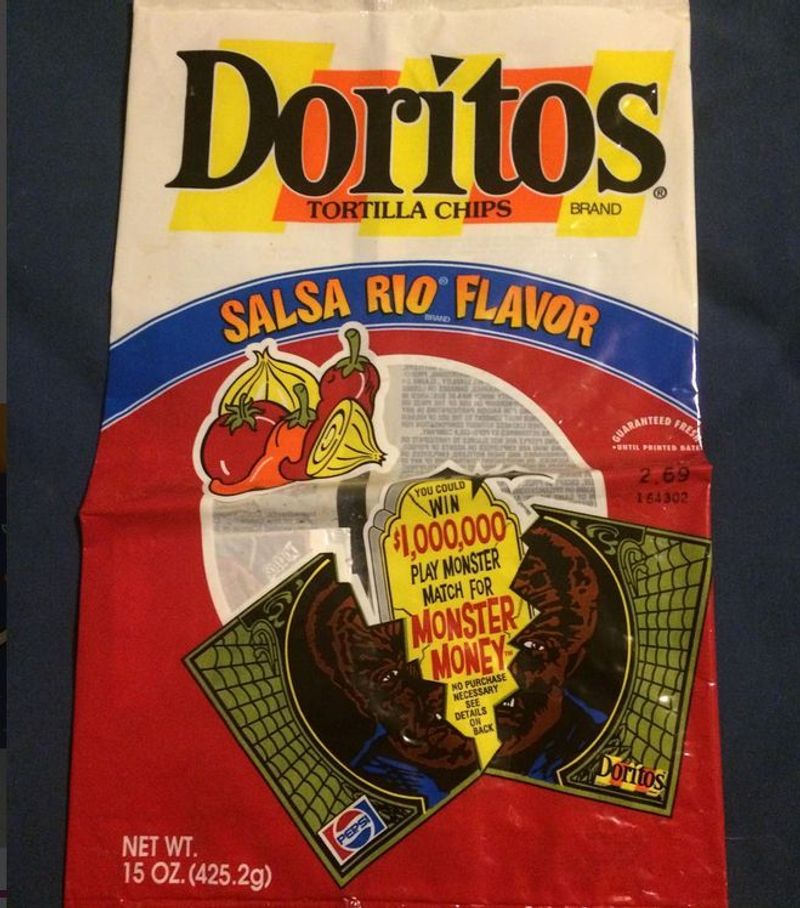 Doritos®
TORTILLA CHIPS BRAND
SALSA RIO® FLAVOR
BRAND
GUARANTEED FRESH
•UNTIL PRINTED DATE
2.69
164302
YOU COULD
WIN
$1,000,000
PLAY MONSTER
MATCH FOR
MONSTER
MONEY™
NO PURCHASE
NECESSARY
SEE
DETAILS
ON
BACK
Doritos
PEPSI
NET WT.
15 OZ. (425.2g)